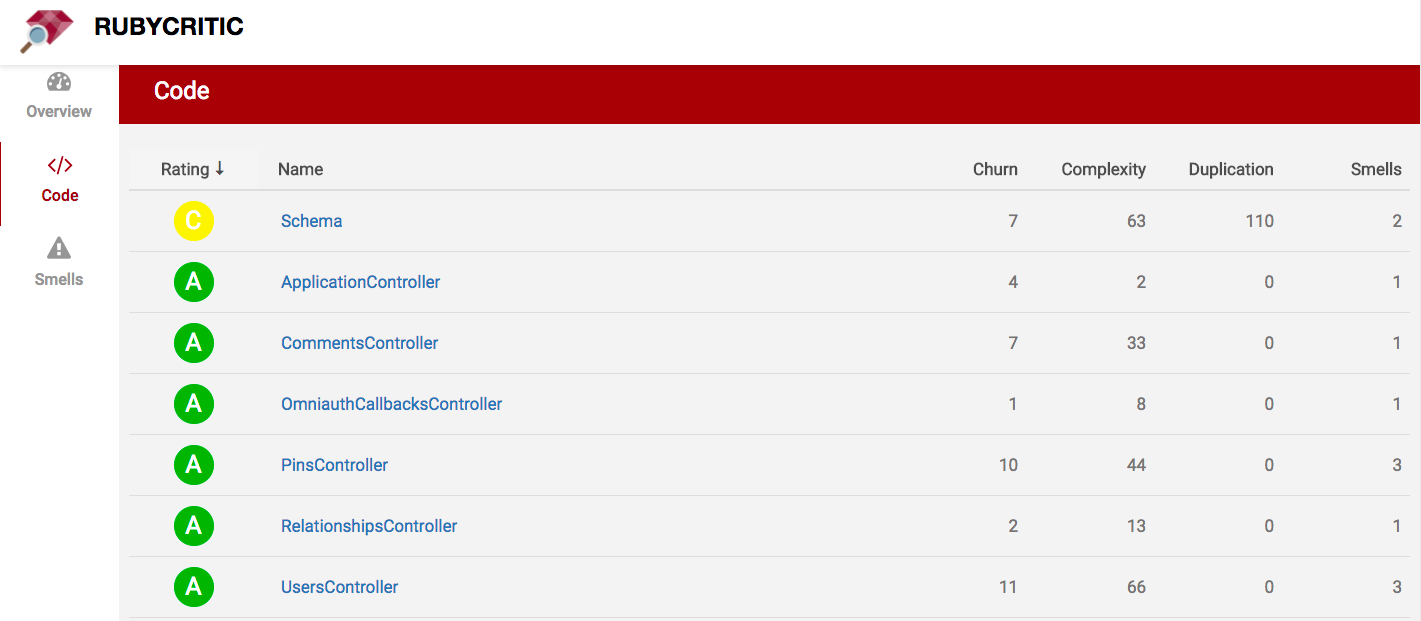 RUBYCRITIC
Overview
Code
Smells
Code
Rating ↓ Name Churn Complexity Duplication Smells
C Schema 7 63 110 2
A ApplicationController 4 2 0 1
A CommentsController 7 33 0 1
A OmniauthCallbacksController 1 8 0 1
A PinsController 10 44 0 3
A RelationshipsController 2 13 0 1
A UsersController 11 66 0 3